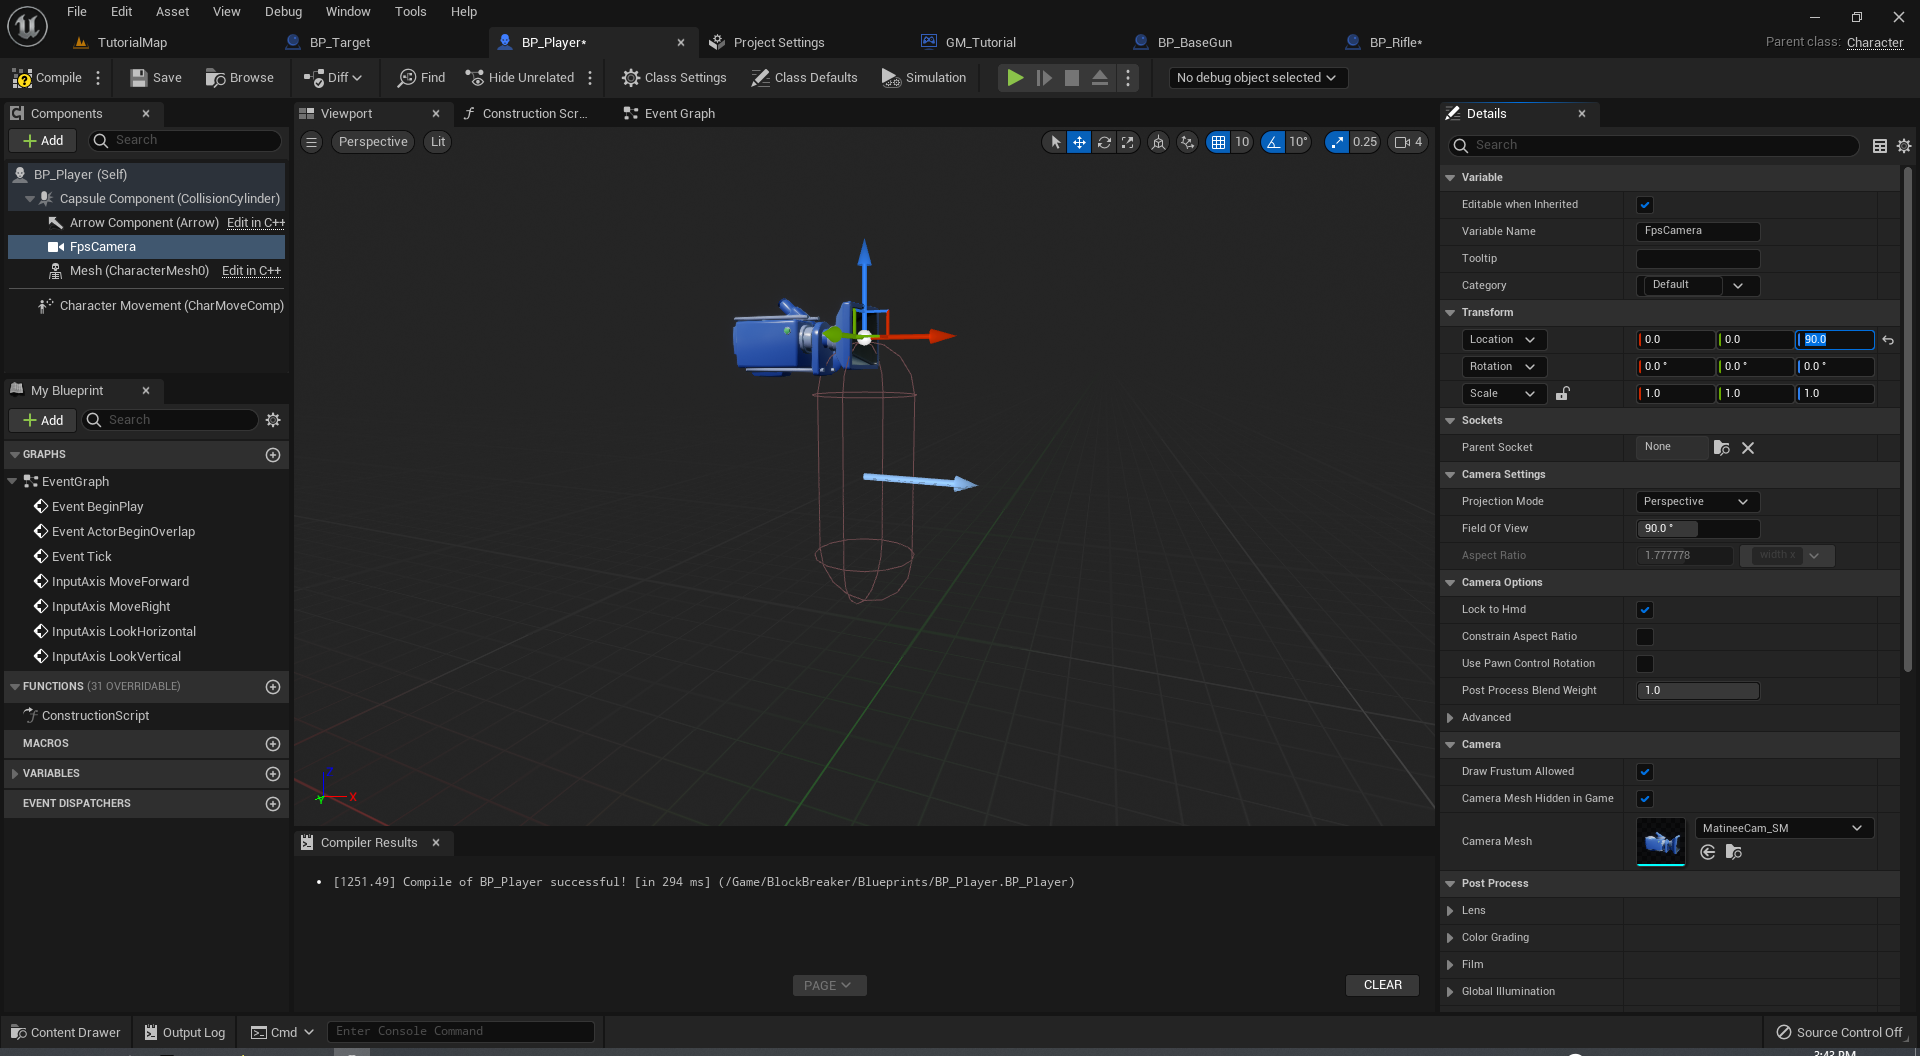 File Edit Asset View Debug Window Tools Help
TutorialMap BP_Target BP_Player* Project Settings GM_Tutorial BP_BaseGun BP_Rifle* Parent class: Character
Compile Save Browse Diff Find Hide Unrelated Class Settings Class Defaults Simulation No debug object selected
Components
Add Search
BP_Player (Self)
Capsule Component (CollisionCylinder)
Arrow Component (Arrow) Edit in C++
FpsCamera
Mesh (CharacterMesh0) Edit in C++
Character Movement (CharMoveComp)
My Blueprint
Add Search
GRAPHS
EventGraph
Event BeginPlay
Event ActorBeginOverlap
Event Tick
InputAxis MoveForward
InputAxis MoveRight
InputAxis LookHorizontal
InputAxis LookVertical
FUNCTIONS (31 OVERRIDABLE)
ConstructionScript
MACROS
VARIABLES
EVENT DISPATCHERS
Viewport Construction Scr... Event Graph
Perspective Lit 10 10° 0.25 4
Z
Y X
Compiler Results
[1251.49] Compile of BP_Player successful! [in 294 ms] (/Game/BlockBreaker/Blueprints/BP_Player.BP_Player)
PAGE CLEAR
Details
Search
Variable
Editable when Inherited
Variable Name FpsCamera
Tooltip
Category Default
Transform
Location 0.0 0.0 90.0
Rotation 0.0 ° 0.0 ° 0.0 °
Scale 1.0 1.0 1.0
Sockets
Parent Socket None
Camera Settings
Projection Mode Perspective
Field Of View 90.0 °
Aspect Ratio 1.777778 width x
Camera Options
Lock to Hmd
Constrain Aspect Ratio
Use Pawn Control Rotation
Post Process Blend Weight 1.0
Advanced
Camera
Draw Frustum Allowed
Camera Mesh Hidden in Game
Camera Mesh MatineeCam_SM
Post Process
Lens
Color Grading
Film
Global Illumination
Content Drawer Output Log Cmd Enter Console Command Source Control Off
3:43 PM